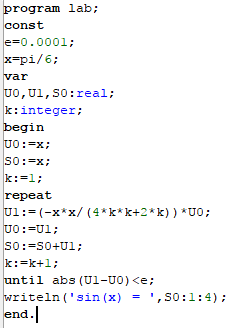 program lab;
const
e=0.0001;
x=pi/6;
var
U0,U1,S0:real;
k:integer;
begin
U0:=x;
S0:=x;
k:=1;
repeat
U1:=(-x*x/(4*k*k+2*k))*U0;
U0:=U1;
S0:=S0+U1;
k:=k+1;
until abs(U1-U0)<e;
writeln('sin(x) = ',S0:1:4);
end.